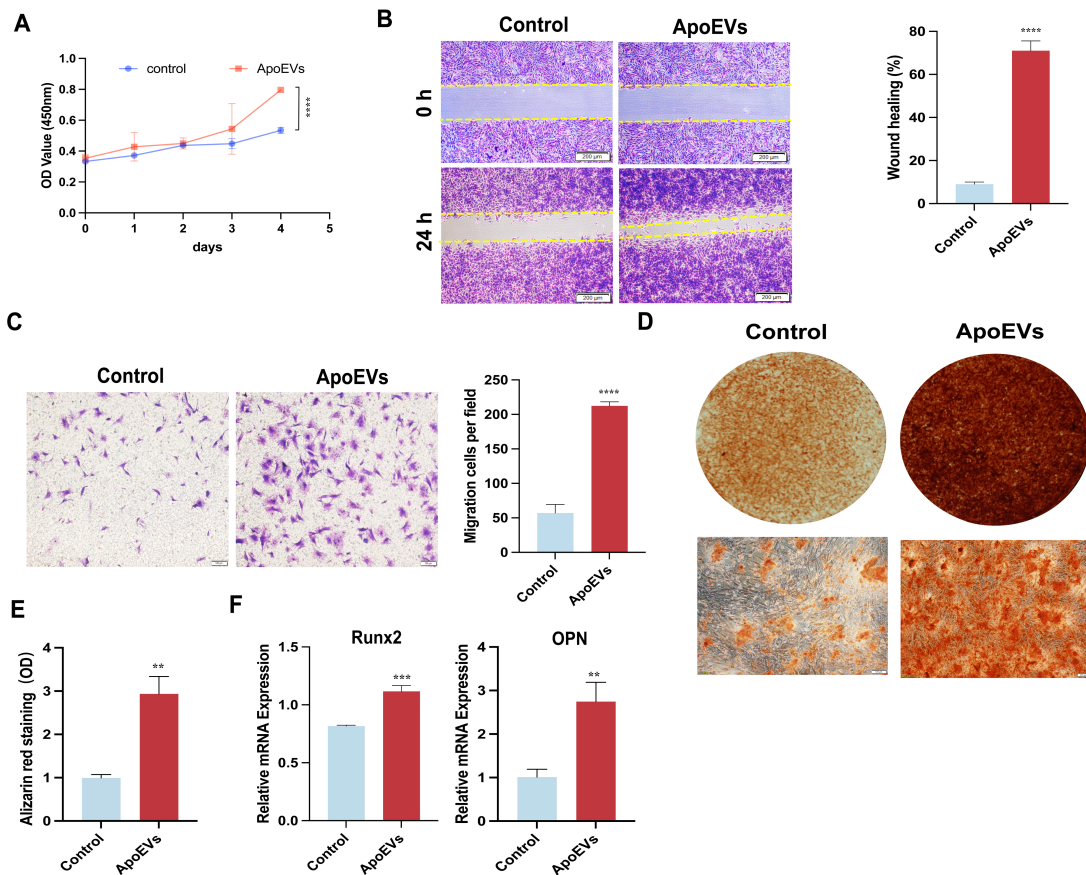 A
control
ApoEVs
OD Value (450nm)
1.0
0.8
0.6
0.4
0.2
0.0
0
1
2
3
4
5
days
****
B
Control
ApoEVs
0 h
24 h
200 μm
200 μm
200 μm
200 μm
Wound healing (%)
80
60
40
20
0
****
Control
ApoEVs
C
Control
ApoEVs
Migration cells per field
250
200
150
100
50
0
****
Control
ApoEVs
D
Control
ApoEVs
E
Alizarin red staining (OD)
4
3
2
1
0
**
Control
ApoEVs
F
Runx2
Relative mRNA Expression
1.5
1.0
0.5
0.0
***
Control
ApoEVs
OPN
Relative mRNA Expression
4
3
2
1
0
**
Control
ApoEVs